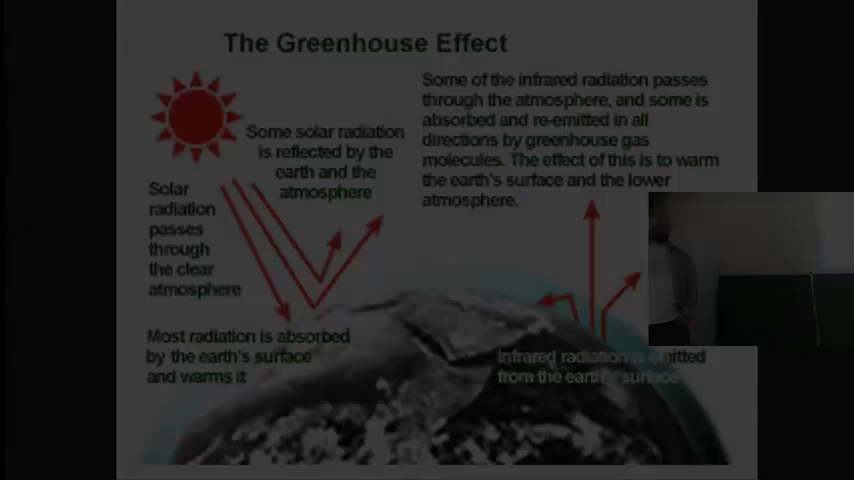 The Greenhouse Effect
Some of the infrared radiation passes
through the atmosphere, and some is
absorbed and re-emitted in all
directions by greenhouse gas
molecules. The effect of this is to warm
the earth's surface and the lower
atmosphere.
Some solar radiation
is reflected by the
earth and the
atmosphere
Solar
radiation
passes
through
the clear
atmosphere
Most radiation is absorbed
by the earth's surface
and warms it
Infrared radiation is emitted
from the earth's surface